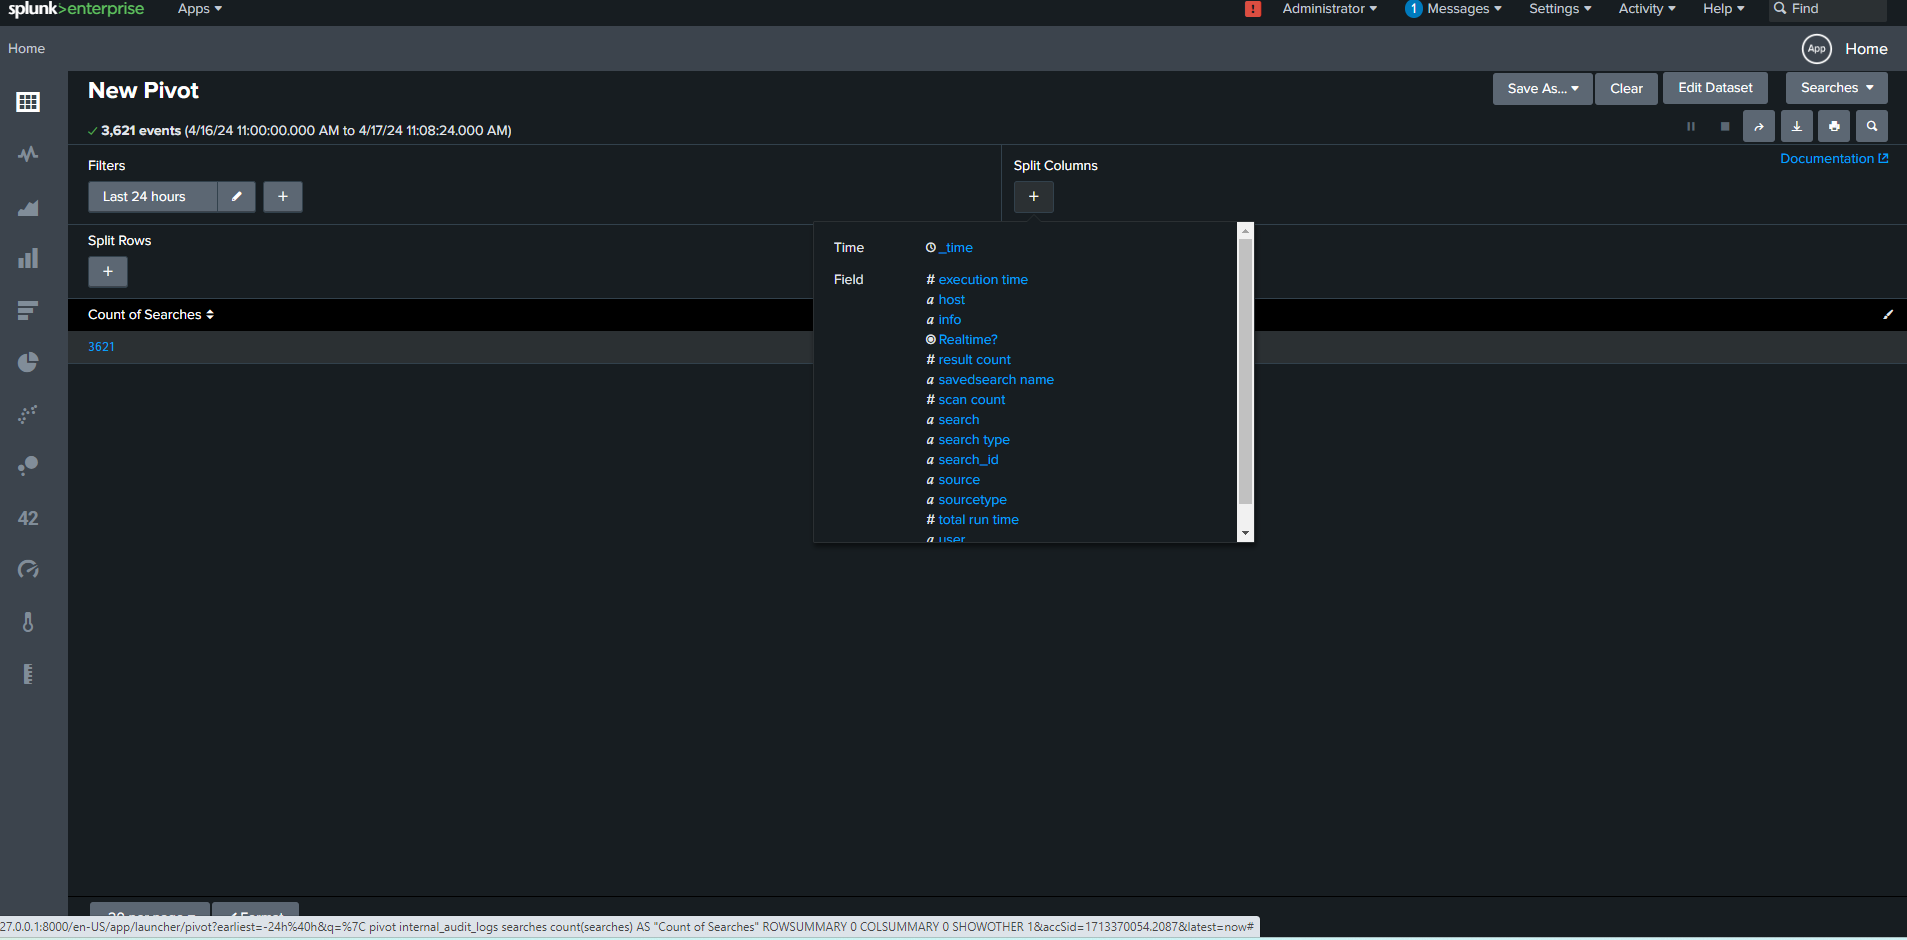 splunk>enterprise Apps Administrator 1 Messages Settings Activity Help Find
Home App Home
New Pivot Save As... Clear Edit Dataset Searches
3,621 events (4/16/24 11:00:00.000 AM to 4/17/24 11:08:24.000 AM)
Filters Split Columns Documentation
Last 24 hours + +
Split Rows
+
Time _time
Field # execution time
a host
a info
Realtime?
# result count
a savedsearch name
# scan count
a search
a search type
a search_id
a source
a sourcetype
# total run time
a user
Count of Searches
3621
42
20 per page Format
27.0.0.1:8000/en-US/app/launcher/pivot?earliest=-24h%40h&q=%7C pivot internal_audit_logs searches count(searches) AS "Count of Searches" ROWSUMMARY 0 COLSUMMARY 0 SHOWOTHER 1&accSid=1713370054.2087&latest=now#